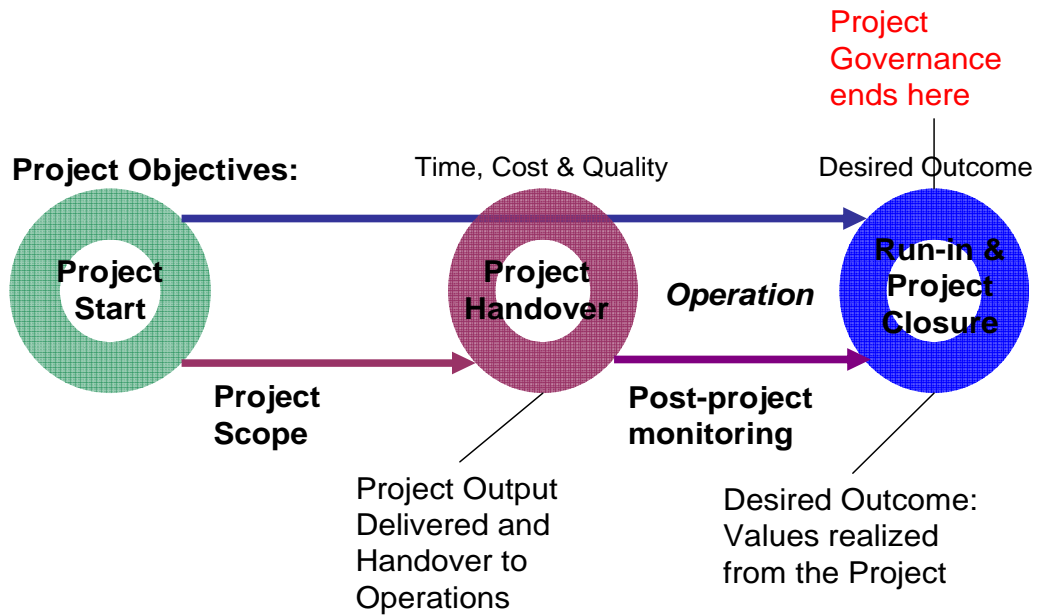 Project
Governance
ends here
Project Objectives:
Time, Cost & Quality
Desired Outcome
Project
Start
Project
Handover
Operation
Run-in &
Project
Closure
Project
Scope
Post-project
monitoring
Project Output
Delivered and
Handover to
Operations
Desired Outcome:
Values realized
from the Project